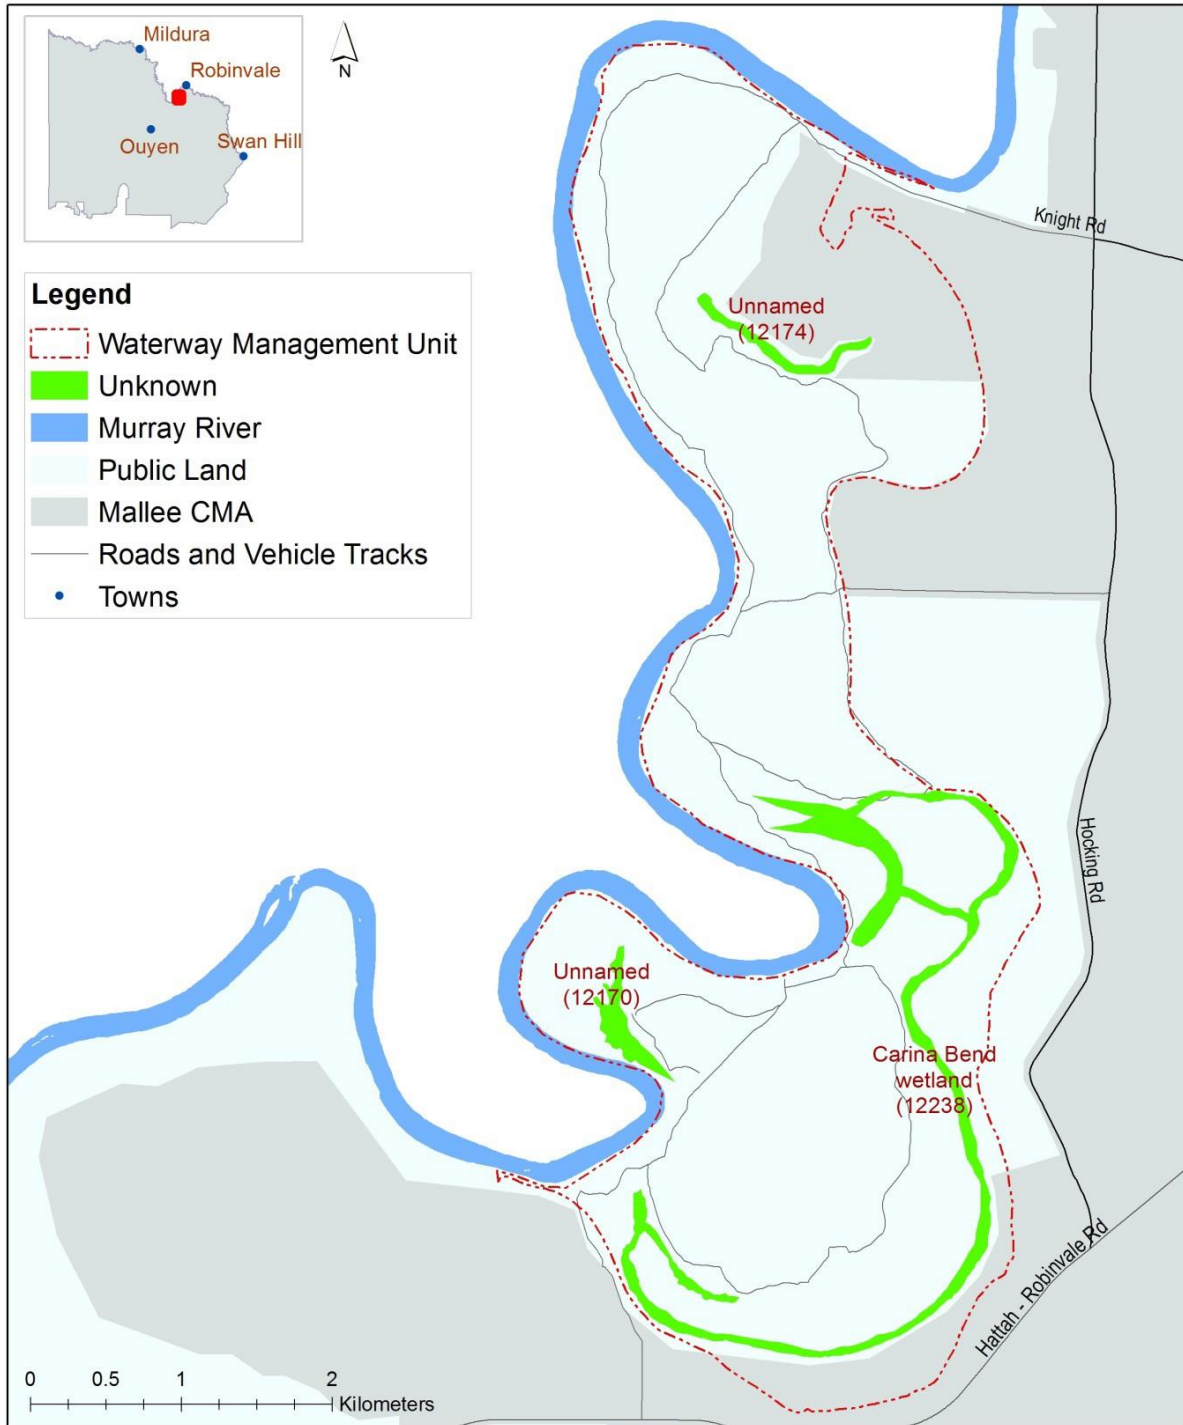 Mildura
Robinvale
Ouyen
Swan Hill
N
Legend
Waterway Management Unit
Unknown
Murray River
Public Land
Mallee CMA
Roads and Vehicle Tracks
Towns
Knight Rd
Unnamed
(12174)
Hocking Rd
Unnamed
(12170)
Carina Bend
wetland
(12238)
Hattah - Robinvale Rd
0 0.5 1 2
Kilometers